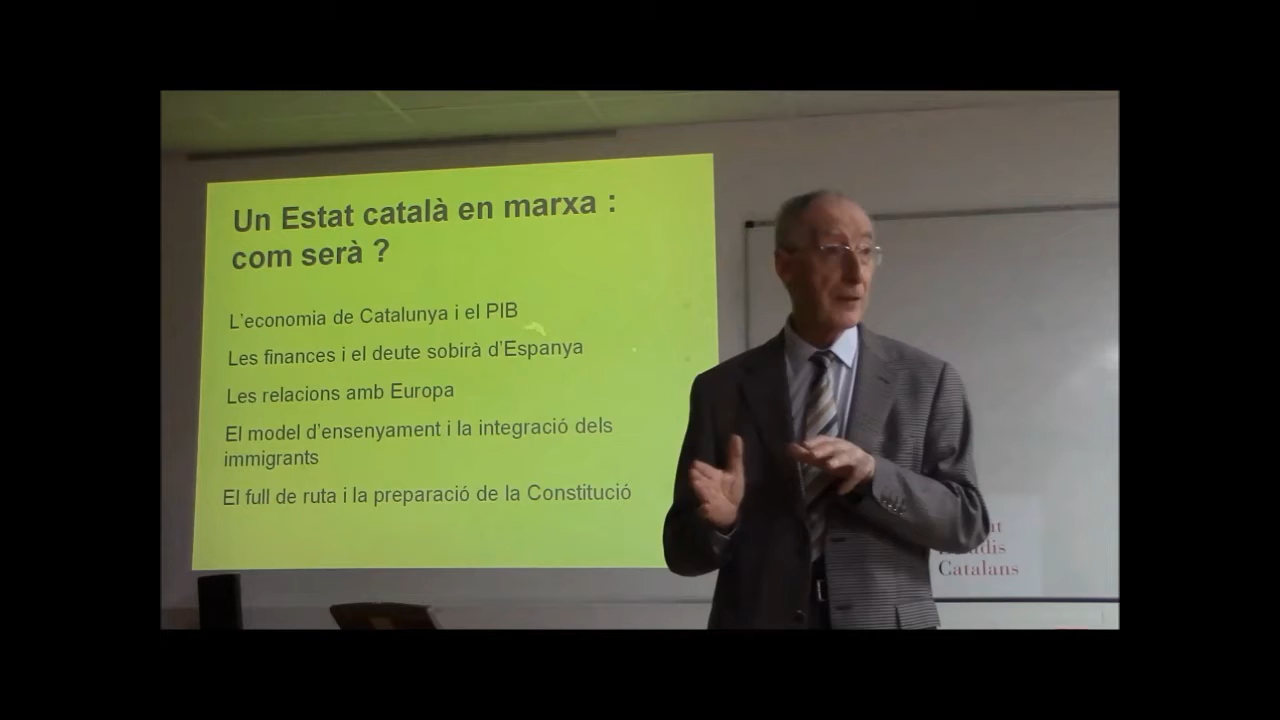 Un Estat català en marxa :
com serà ?
L'economia de Catalunya i el PIB
Les finances i el deute sobirà d'Espanya
Les relacions amb Europa
El model d'ensenyament i la integració dels
immigrants
El full de ruta i la preparació de la Constitució
Catalans